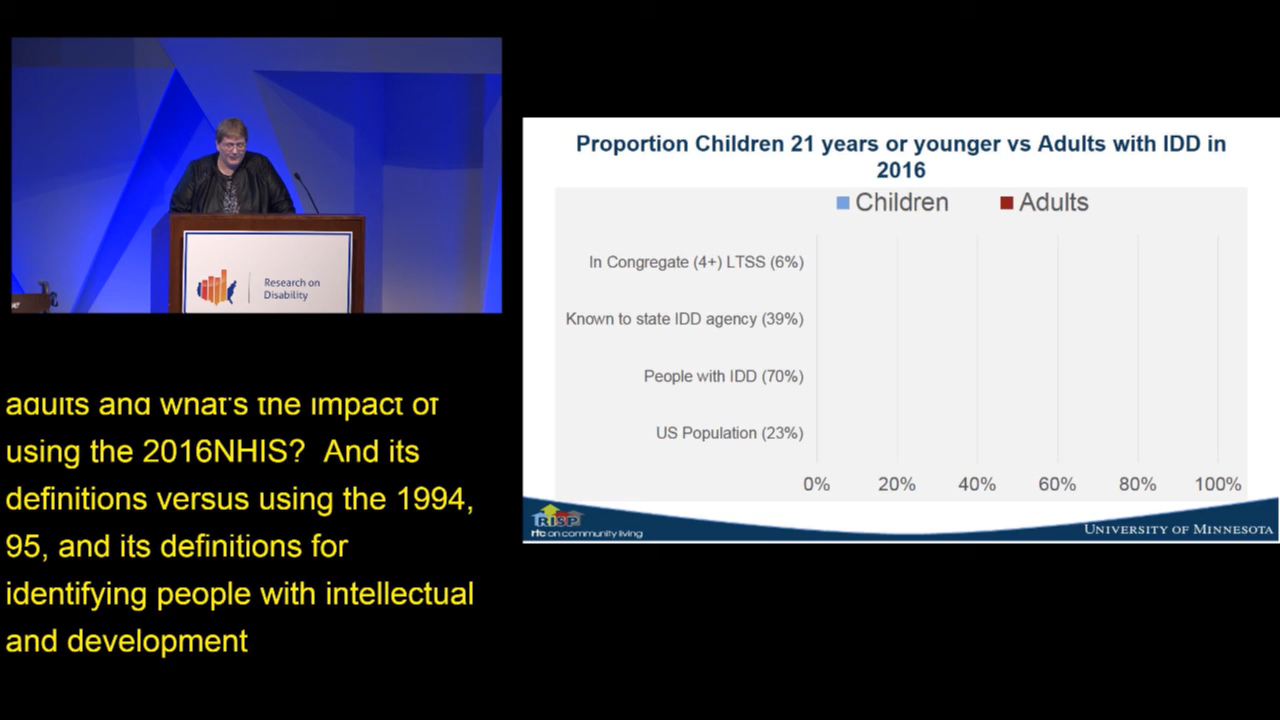 Research on
Disability
adults and what's the impact of
using the 2016NHIS?  And its
definitions versus using the 1994,
95, and its definitions for
identifying people with intellectual
and development
Proportion Children 21 years or younger vs Adults with IDD in
2016
Children Adults
In Congregate (4+) LTSS (6%)
Known to state IDD agency (39%)
People with IDD (70%)
US Population (23%)
0% 20% 40% 60% 80% 100%
RISP
rtc on community living
UNIVERSITY OF MINNESOTA